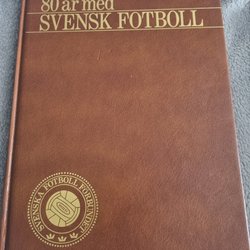 80 år med
SVENSK FOTBOLL
SVENSKA FOTBOLLFÖRBUNDET